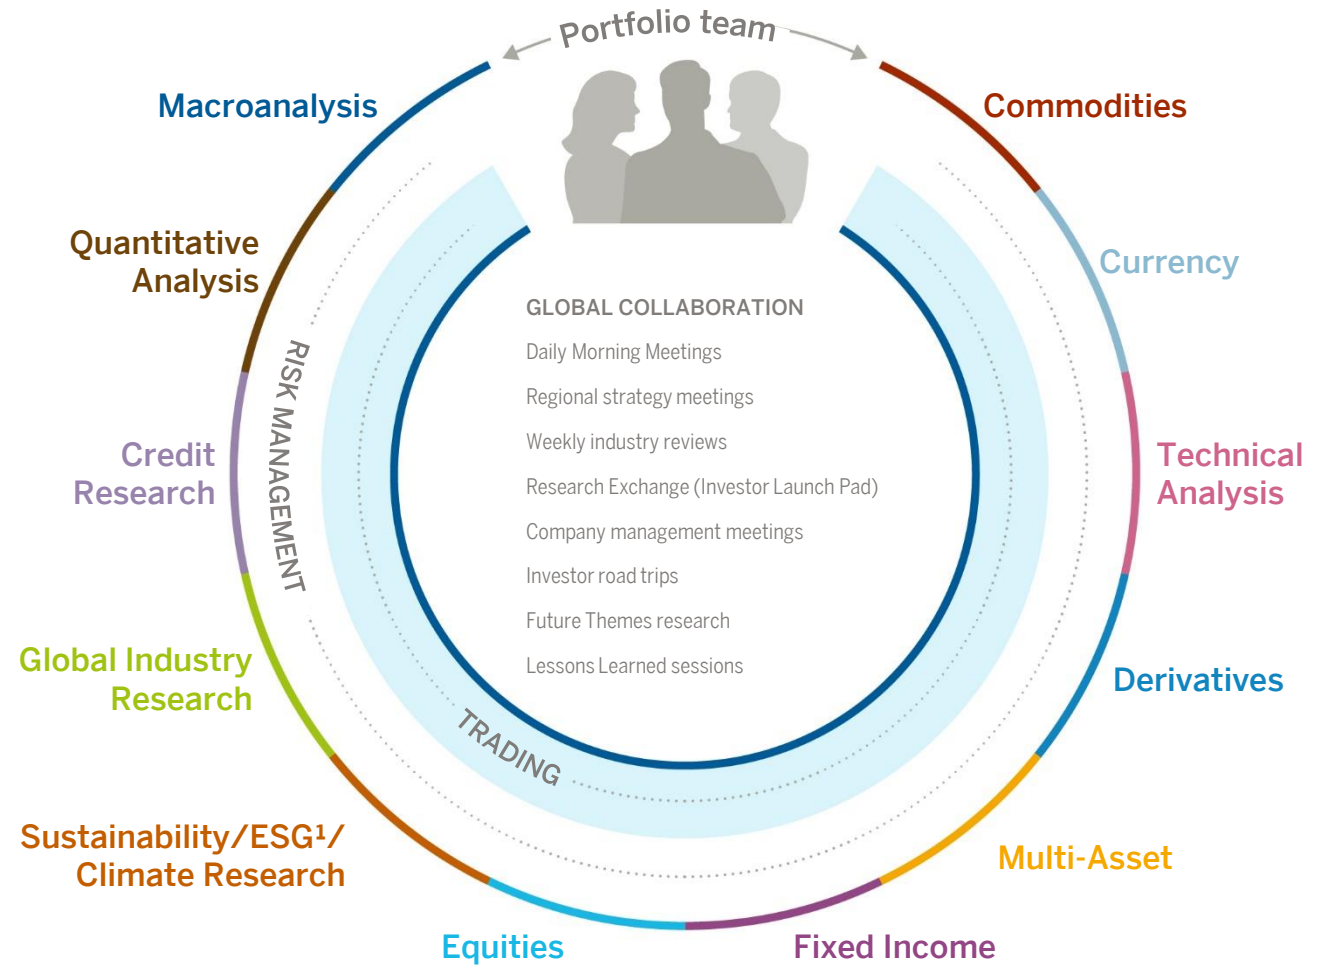 Portfolio team
Macroanalysis
Commodities
Quantitative
Analysis
Currency
GLOBAL COLLABORATION
Daily Morning Meetings
Regional strategy meetings
Weekly industry reviews
Research Exchange (Investor Launch Pad)
Company management meetings
Investor road trips
Future Themes research
Lessons Learned sessions
RISK MANAGEMENT
Credit
Research
Technical
Analysis
Global Industry
Research
Derivatives
TRADING
Sustainability/ESG¹/
Climate Research
Multi-Asset
Equities
Fixed Income